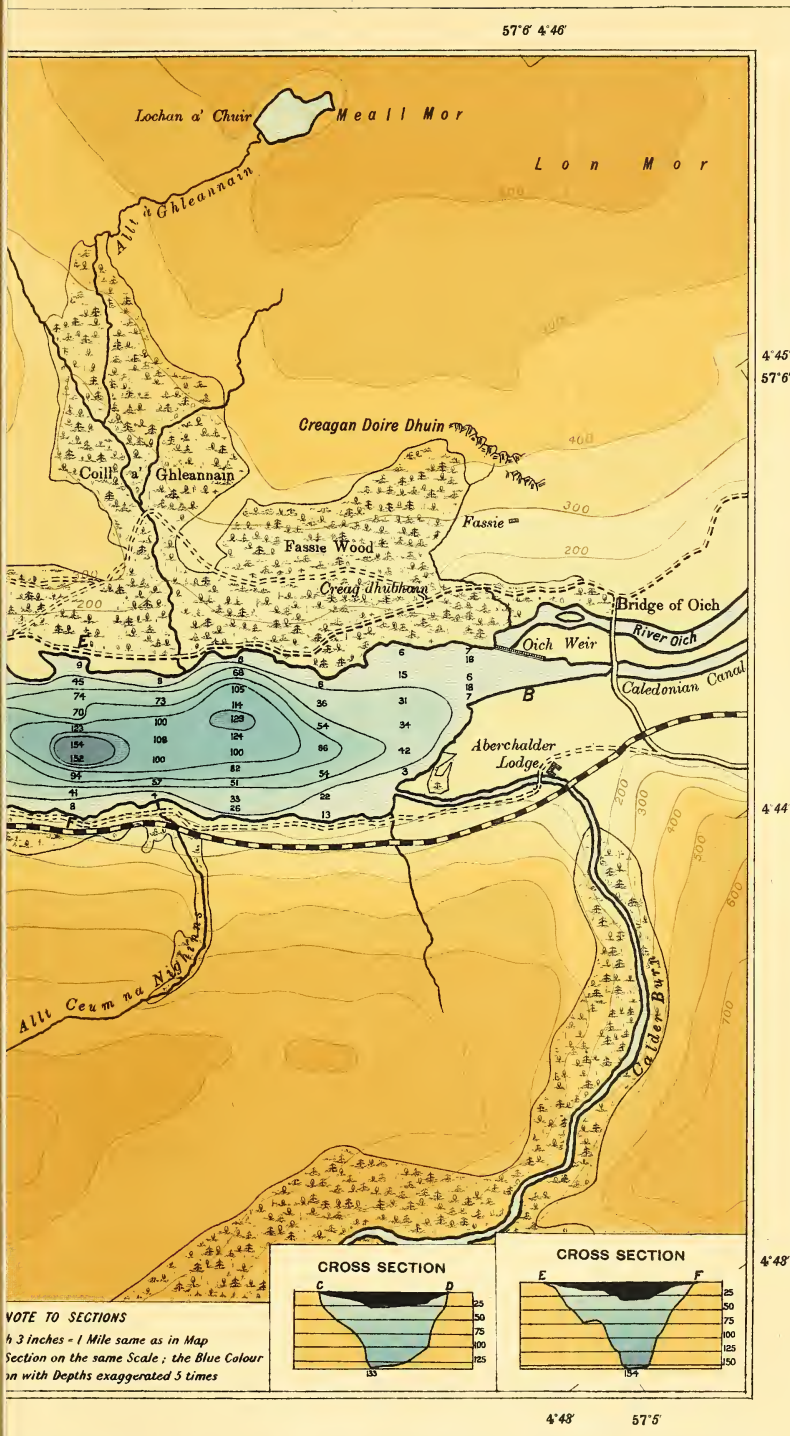 57°6' 4°46'
Lochan a' Chuir
Meall Mor
Lon Mor
Allt à Ghleannain
4°45'
57°6'
Creagan Doire Dhuin
400
300
200
Coill a' Ghleannain
Fassie
Fassie Wood
Creag dhubhann
200
Bridge of Oich
River Oich
Oich Weir
Caledonian Canal
E
B
9 8 6 6 6 7
45 68 15 18
74 73 105 36 31 6
70 114 18
123 100 129 54 34 7
154 108 124
152 100 100 86 42
94 37 82 54 3
41 4 51 22
8 33 13
26
F
Aberchalder
Lodge
4°44'
200
300
400
500
600
700
Calder Burn
Allt Ceum na Nighinn
4°48'
NOTE TO SECTIONS
h 3 inches = 1 Mile same as in Map
Section on the same Scale; the Blue Colour
on with Depths exaggerated 5 times
CROSS SECTION
C D
25
50
75
100
125
133
CROSS SECTION
E F
25
50
75
100
125
150
154
4°48' 57°5'